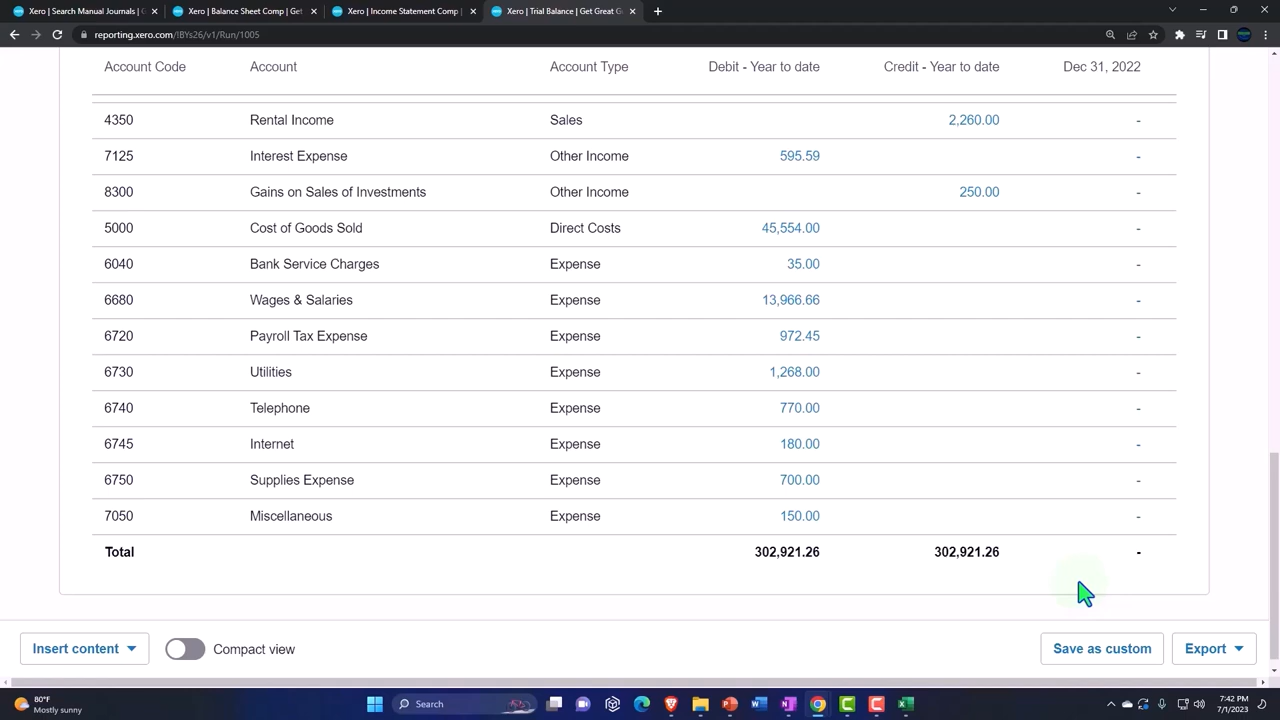 Xero | Search Manual Journals | Xero | Balance Sheet Comp | Get Xero | Income Statement Comp | Xero | Trial Balance | Get Great G
reporting.xero.com/!BYs26/v1/Run/1005
Account Code Account Account Type Debit - Year to date Credit - Year to date Dec 31, 2022
4350 Rental Income Sales 2,260.00 -
7125 Interest Expense Other Income 595.59 -
8300 Gains on Sales of Investments Other Income 250.00 -
5000 Cost of Goods Sold Direct Costs 45,554.00 -
6040 Bank Service Charges Expense 35.00 -
6680 Wages & Salaries Expense 13,966.66 -
6720 Payroll Tax Expense Expense 972.45 -
6730 Utilities Expense 1,268.00 -
6740 Telephone Expense 770.00 -
6745 Internet Expense 180.00 -
6750 Supplies Expense Expense 700.00 -
7050 Miscellaneous Expense 150.00 -
Total 302,921.26 302,921.26 -
Insert content Compact view Save as custom Export
80°F
Mostly sunny
Search
7:42 PM
7/1/2023